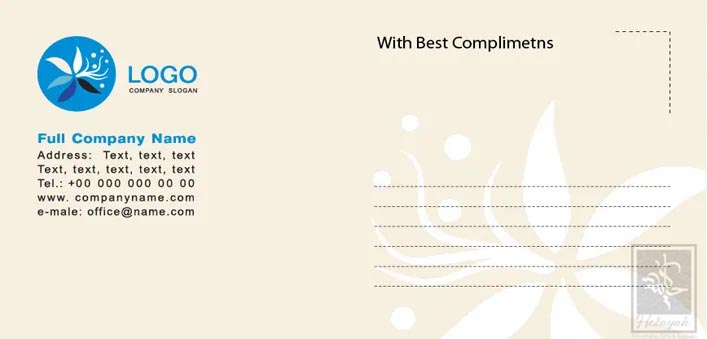 LOGO
COMPANY SLOGAN
Full Company Name
Address: Text, text, text
Text, text, text, text, text
Tel.: +00 000 000 00 00
www. companyname.com
e-male: office@name.com
With Best Complimetns
Hedayah